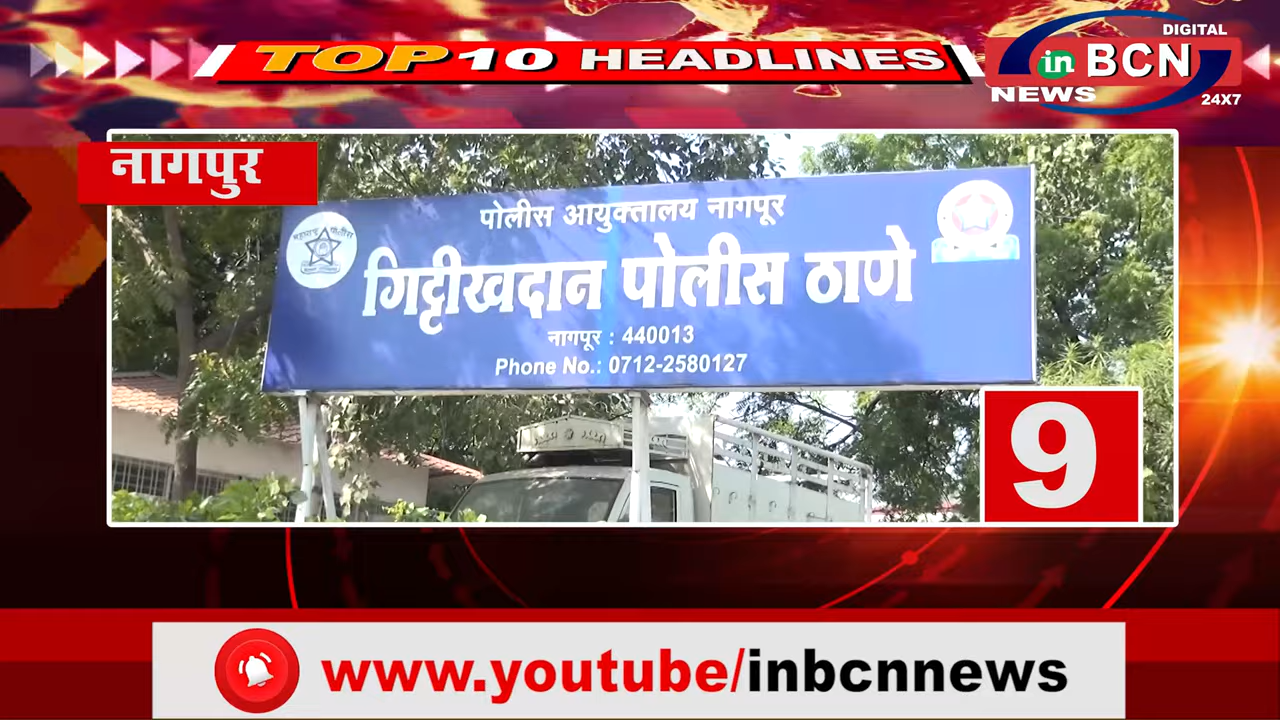 TOP 10 HEADLINES
DIGITAL
in BCN
NEWS
24X7
नागपुर
पोलीस आयुक्तालय नागपूर
महाराष्ट्र पोलीस
गिट्टीखदान पोलीस ठाणे
नागपूर : 440013
Phone No.: 0712-2580127
9
www.youtube/inbcnnews